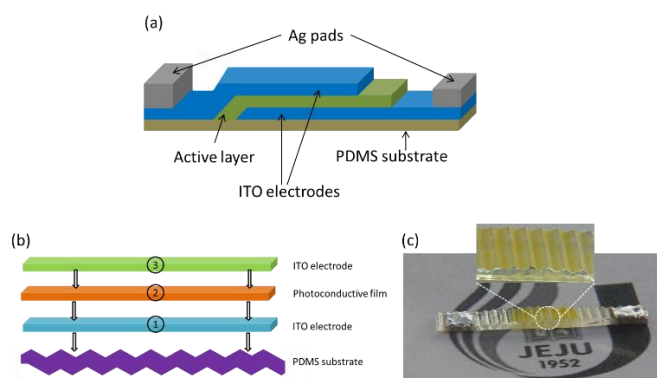 (a)
Ag pads
Active layer
ITO electrodes
PDMS substrate
(b)
3
ITO electrode
2
Photoconductive film
1
ITO electrode
PDMS substrate
(c)
JEJU
1952